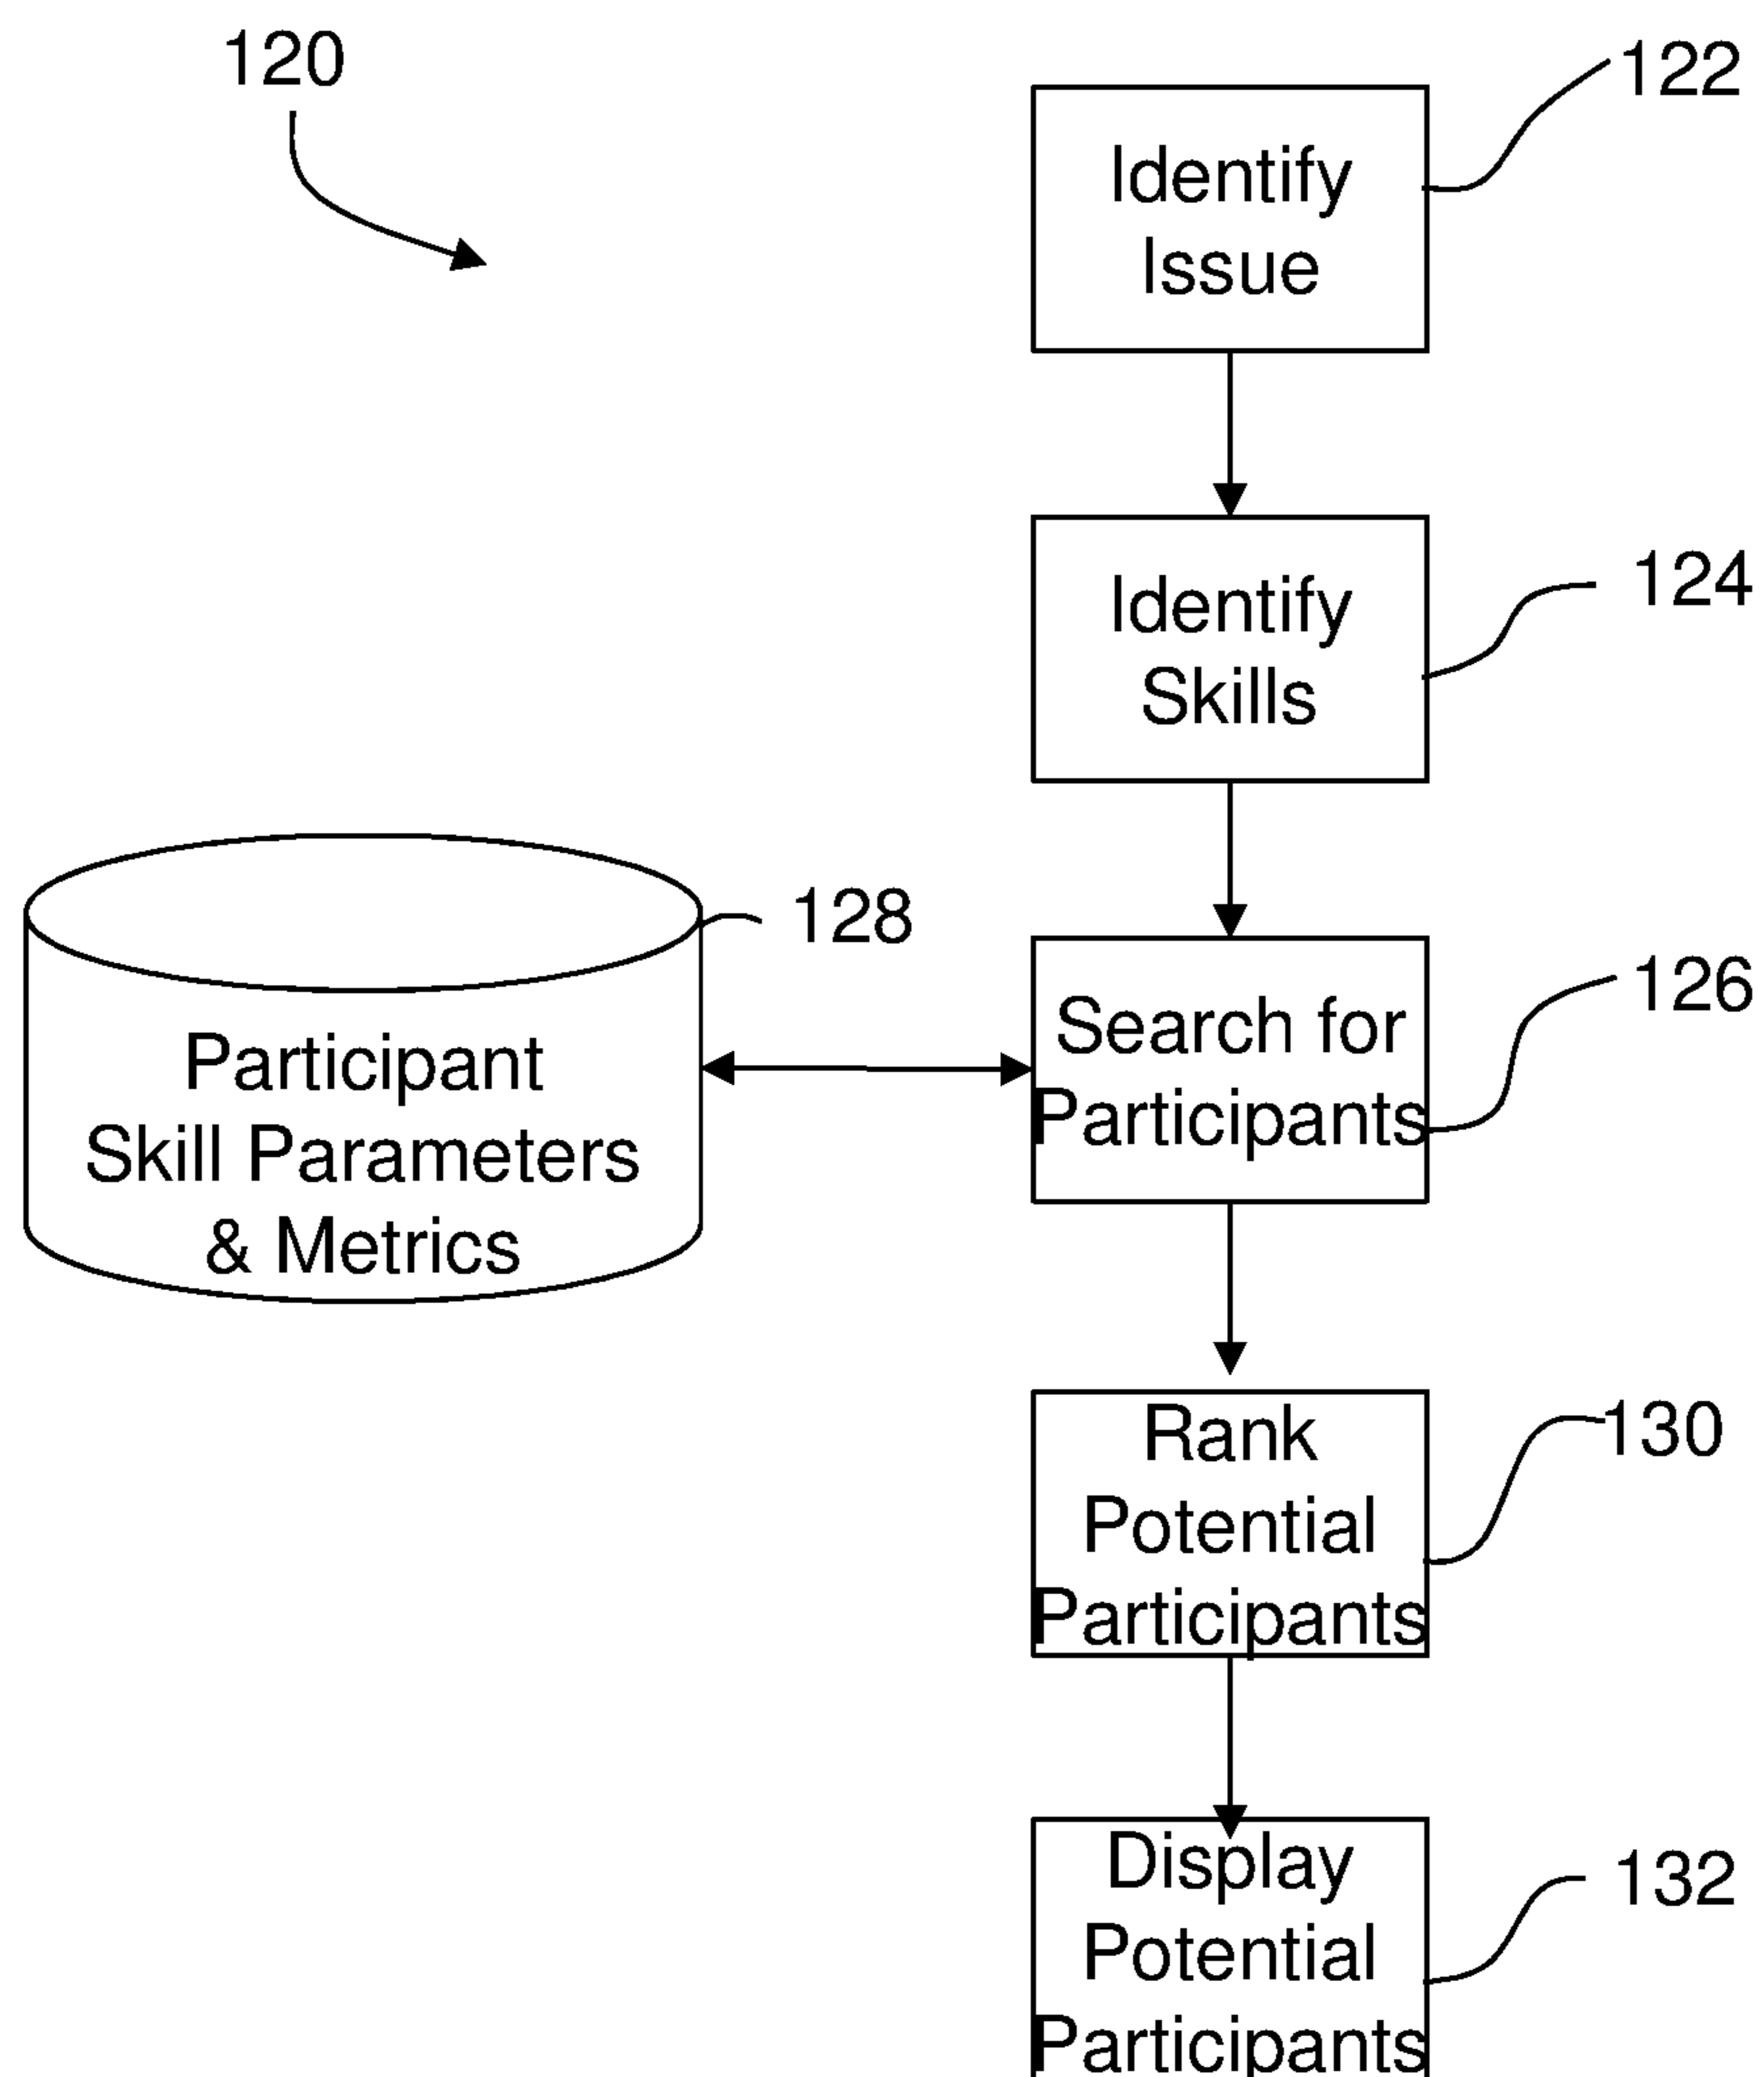 120
122
Identify
Issue
124
Identify
Skills
128
126
Search for
Participants
Participant
Skill Parameters
& Metrics
130
Rank
Potential
Participants
132
Display
Potential
Participants